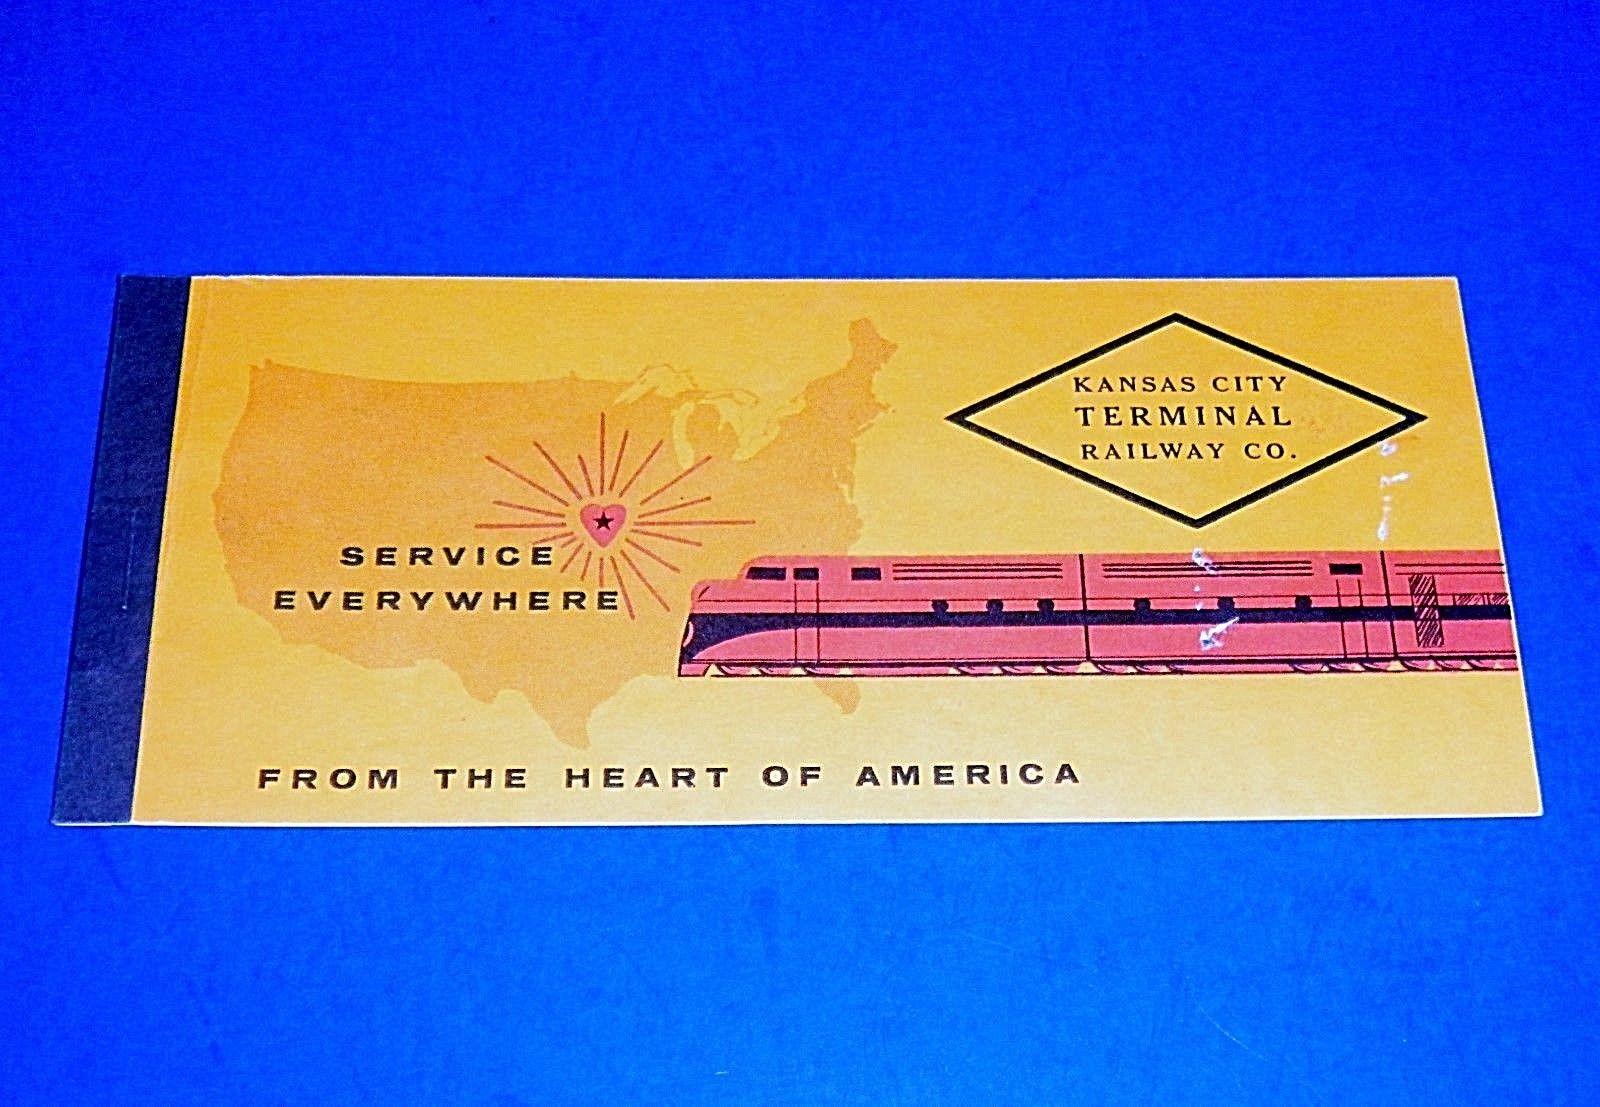 KANSAS CITY
TERMINAL
RAILWAY CO.
SERVICE
EVERYWHERE
FROM THE HEART OF AMERICA